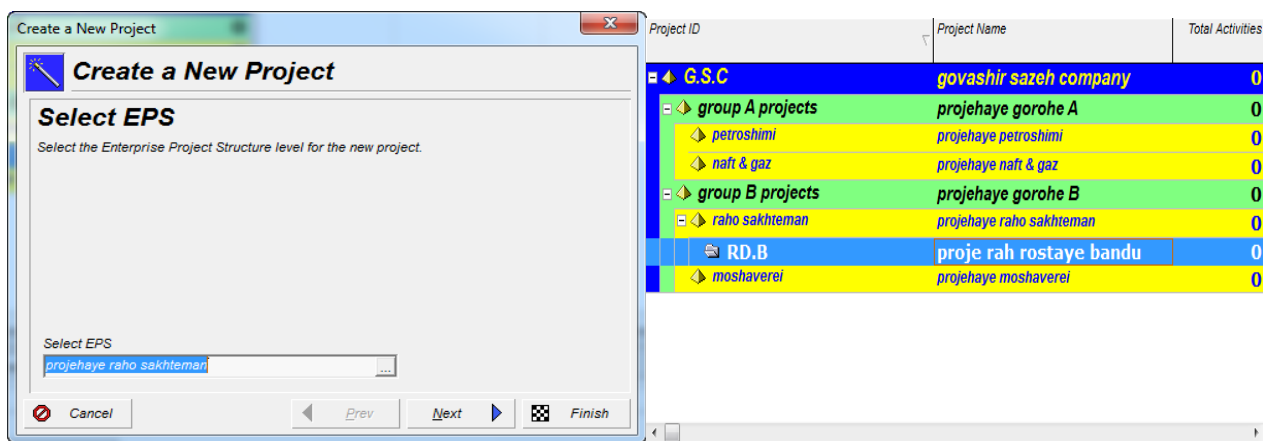 Create a New Project
Create a New Project
Select EPS
Select the Enterprise Project Structure level for the new project.
Select EPS
projehaye raho sakhteman
...
Cancel
Prev
Next
Finish
Project ID Project Name Total Activities
G.S.C govashir sazeh company 0
group A projects projehaye gorohe A 0
petroshimi projehaye petroshimi 0
naft & gaz projehaye naft & gaz 0
group B projects projehaye gorohe B 0
raho sakhteman projehaye raho sakhteman 0
RD.B proje rah rostaye bandu 0
moshaverei projehaye moshaverei 0